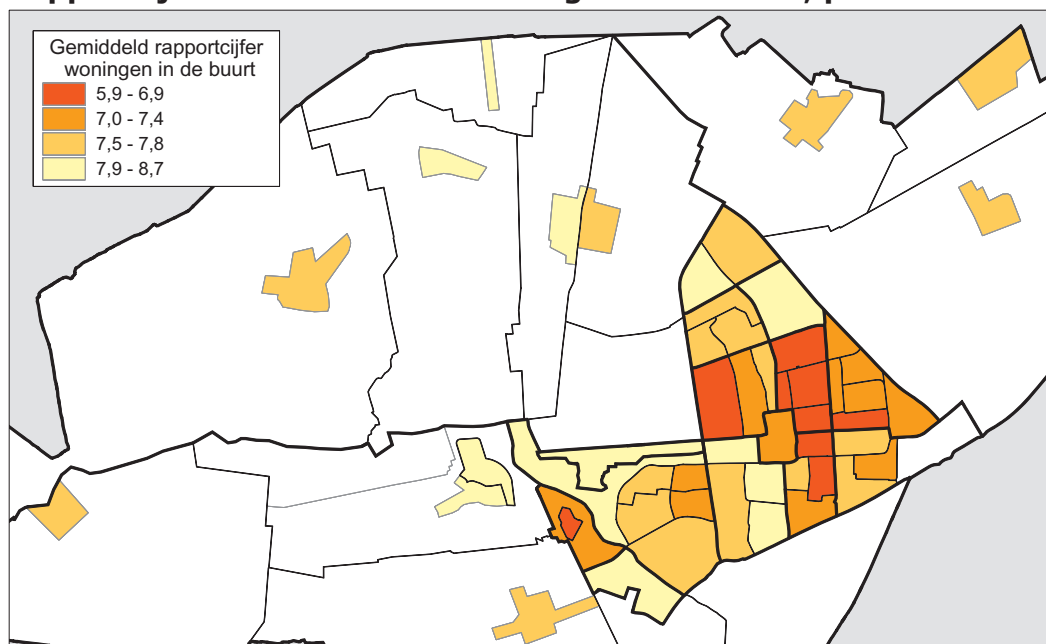 Gemiddeld rapportcijfer
woningen in de buurt
5,9 - 6,9
7,0 - 7,4
7,5 - 7,8
7,9 - 8,7